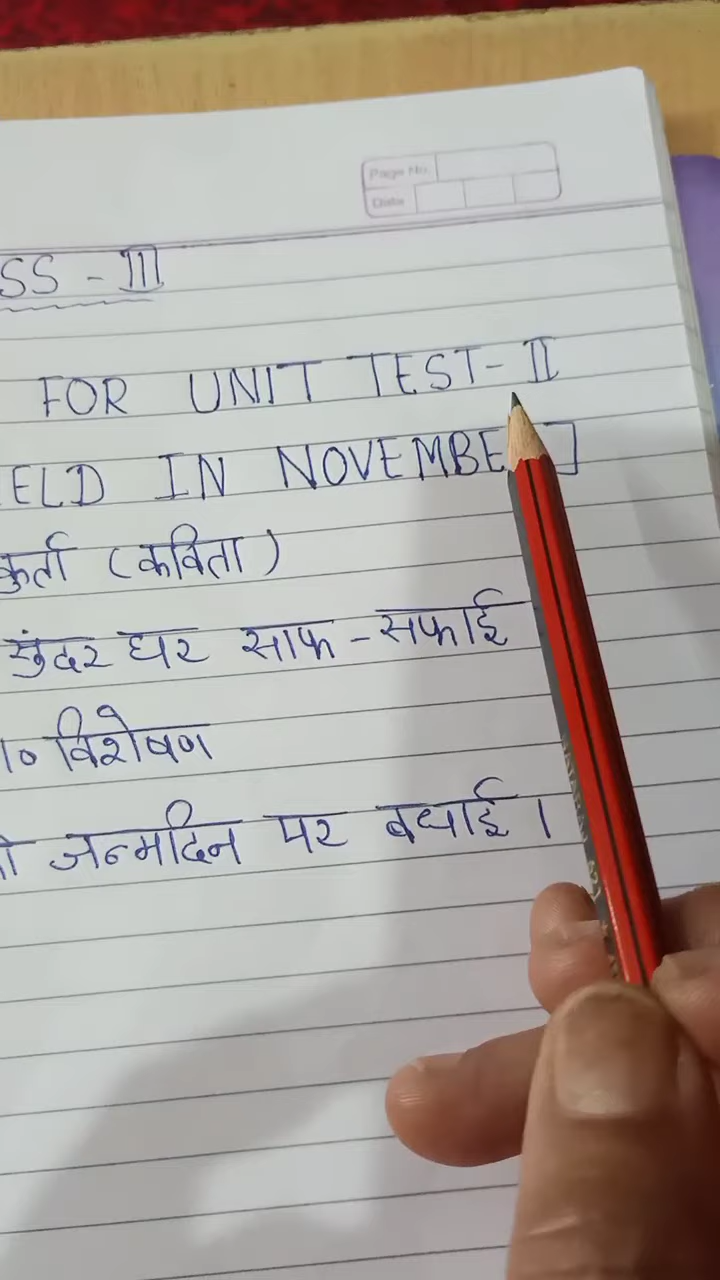 Page No.
Date
SS - III
FOR UNIT TEST- II
ELD IN NOVEMBE ]
कुर्ता (कविता)
सुंदर घर साफ - सफाई
विशेषण
जन्मदिन पर बधाई ।